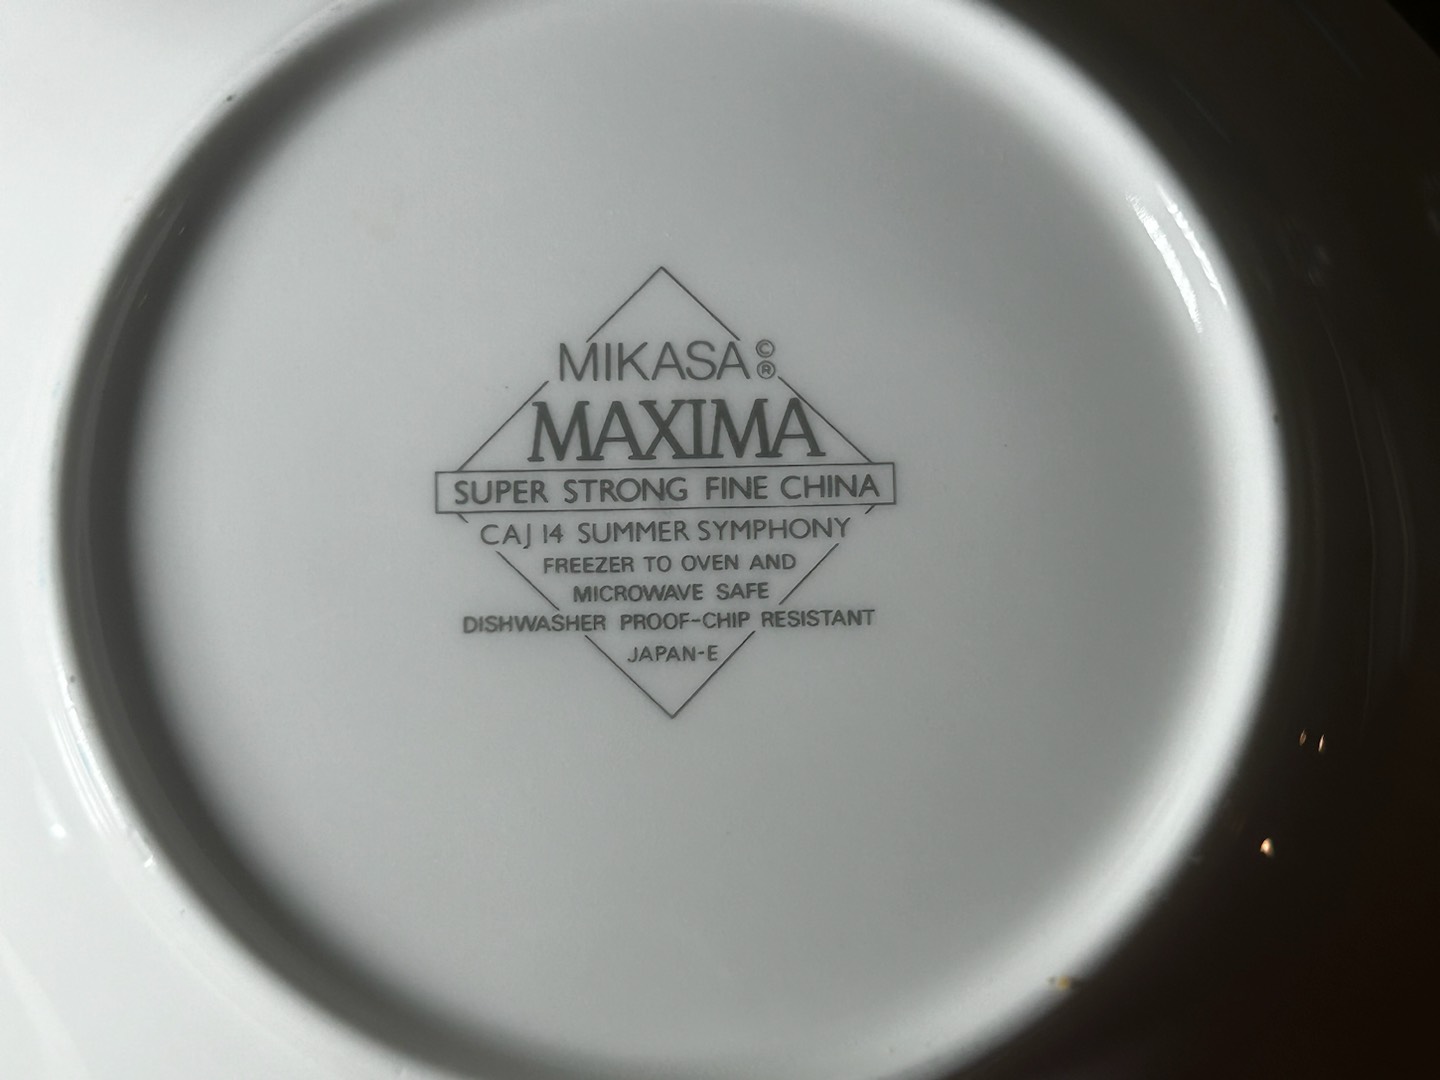 MIKASA ©
®
MAXIMA
SUPER STRONG FINE CHINA
CAJ 14 SUMMER SYMPHONY
FREEZER TO OVEN AND
MICROWAVE SAFE
DISHWASHER PROOF-CHIP RESISTANT
JAPAN-E